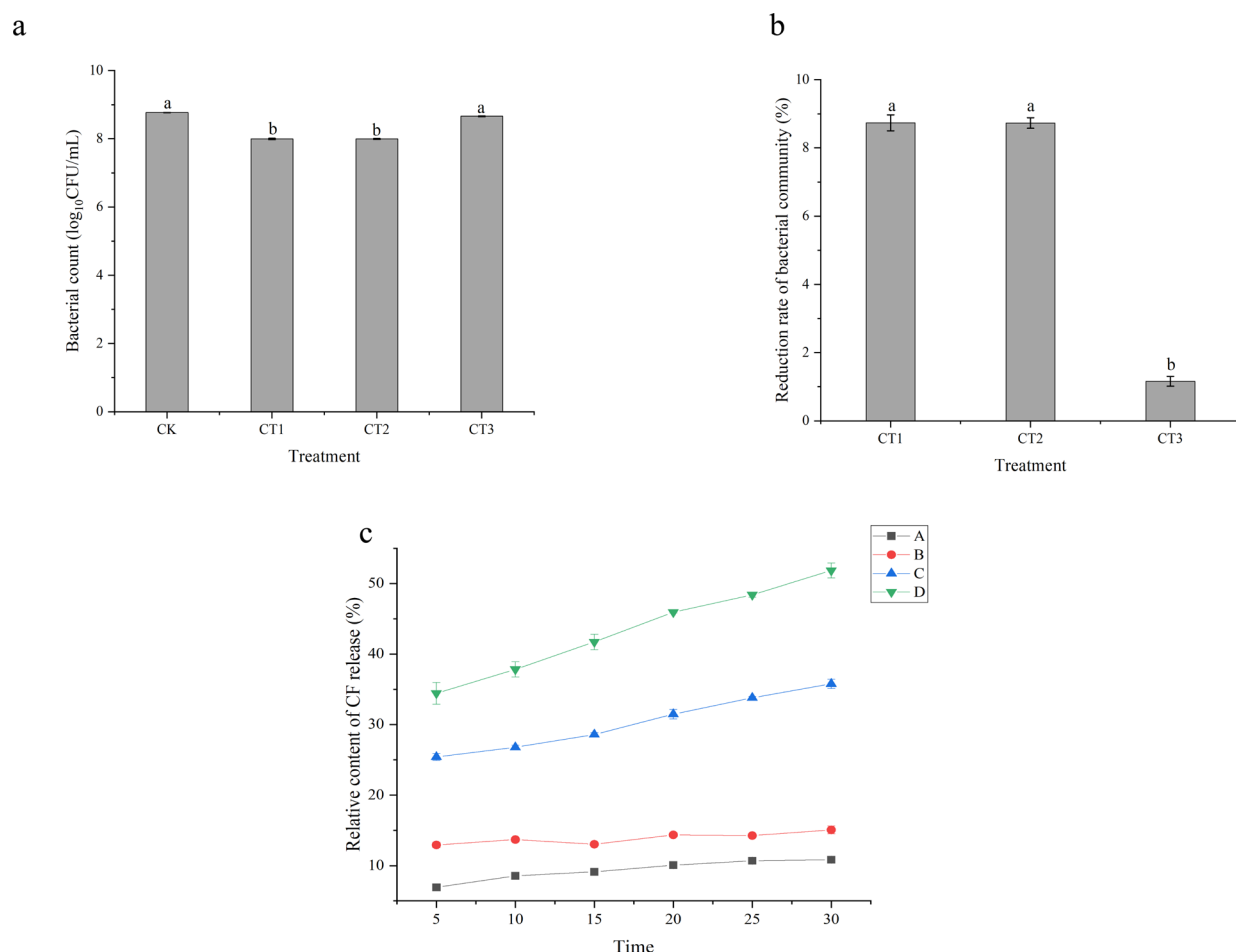 a
Bacterial count (log10CFU/mL)
10
8
6
4
2
0
a
b
b
a
CK
CT1
CT2
CT3
Treatment
b
Reduction rate of bacterial community (%)
10
8
6
4
2
0
a
a
b
CT1
CT2
CT3
Treatment
c
Relative content of CF release (%)
50
40
30
20
10
5
10
15
20
25
30
Time
A
B
C
D